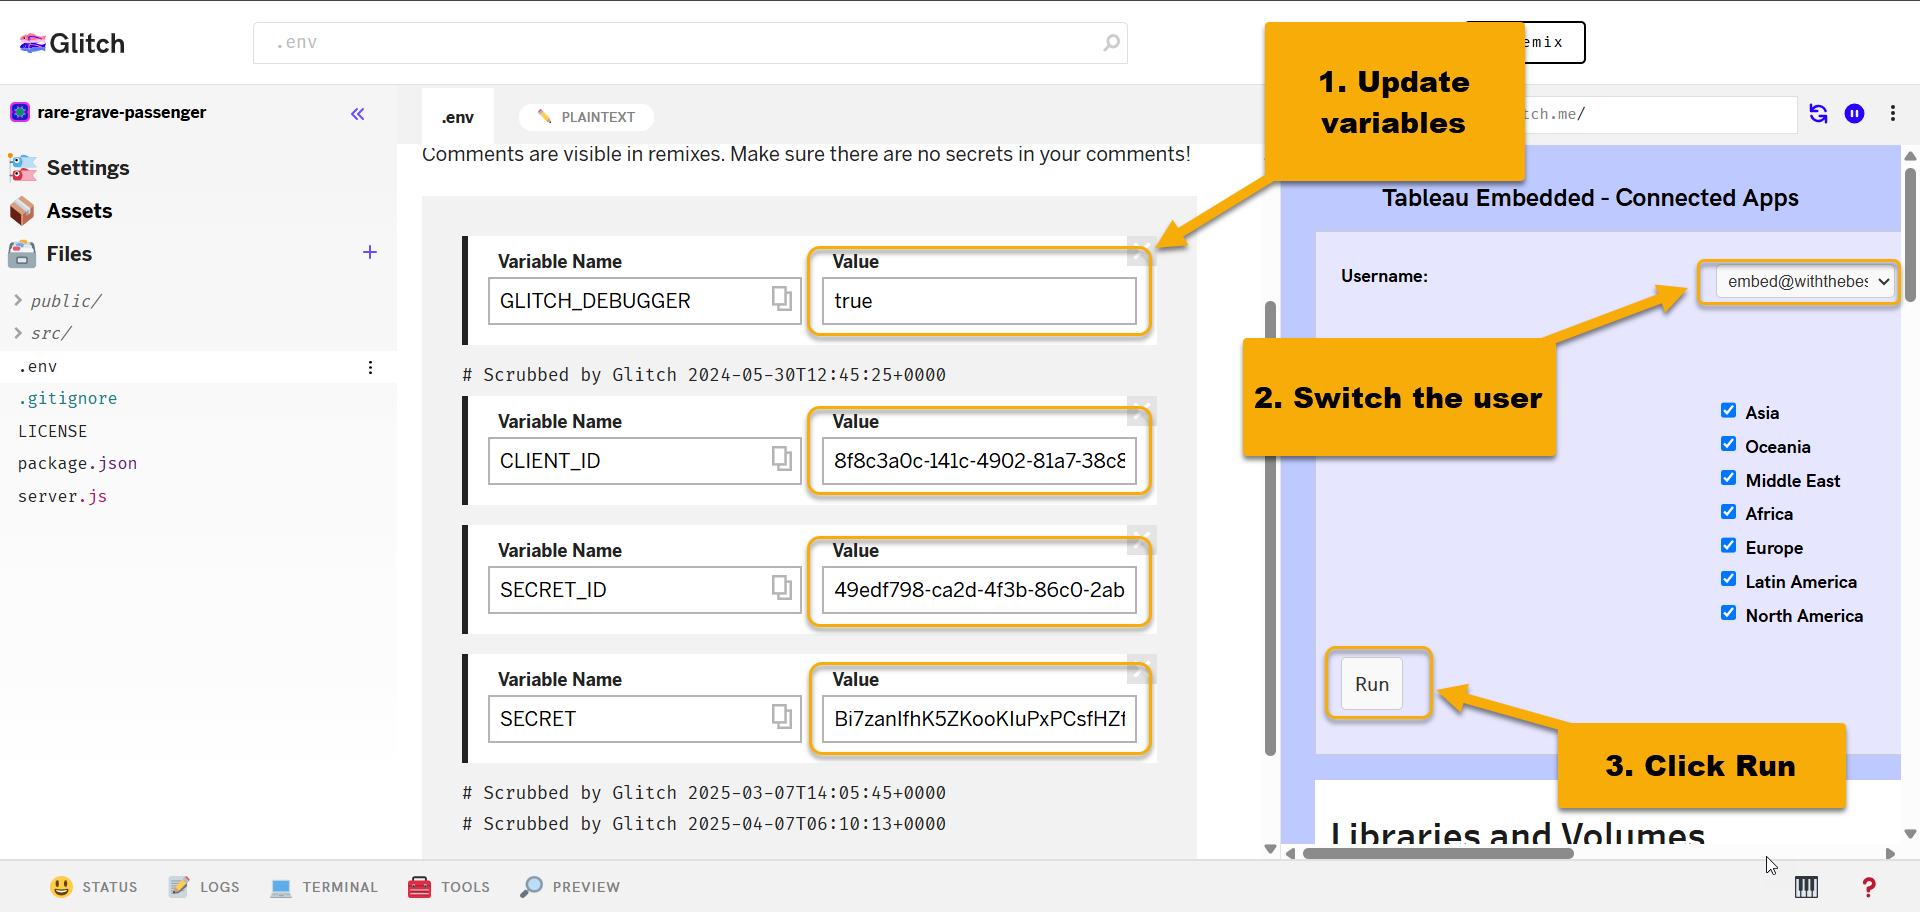 Glitch
.env
emix
rare-grave-passenger
Settings
Assets
Files
public/
src/
.env
.gitignore
LICENSE
package.json
server.js
.env
PLAINTEXT
Comments are visible in remixes. Make sure there are no secrets in your comments!
Variable Name
Value
GLITCH_DEBUGGER
true
# Scrubbed by Glitch 2024-05-30T12:45:25+0000
Variable Name
Value
CLIENT_ID
8f8c3a0c-141c-4902-81a7-38c8
Variable Name
Value
SECRET_ID
49edf798-ca2d-4f3b-86c0-2ab
Variable Name
Value
SECRET
# Scrubbed by Glitch 2025-03-07T14:05:45+0000
# Scrubbed by Glitch 2025-04-07T06:10:13+0000
1. Update
variables
tch.me/
Tableau Embedded - Connected Apps
Username:
embed@withthebes
2. Switch the user
Asia
Oceania
Middle East
Africa
Europe
Latin America
North America
Run
3. Click Run
Libraries and Volumes
STATUS
LOGS
TERMINAL
TOOLS
PREVIEW